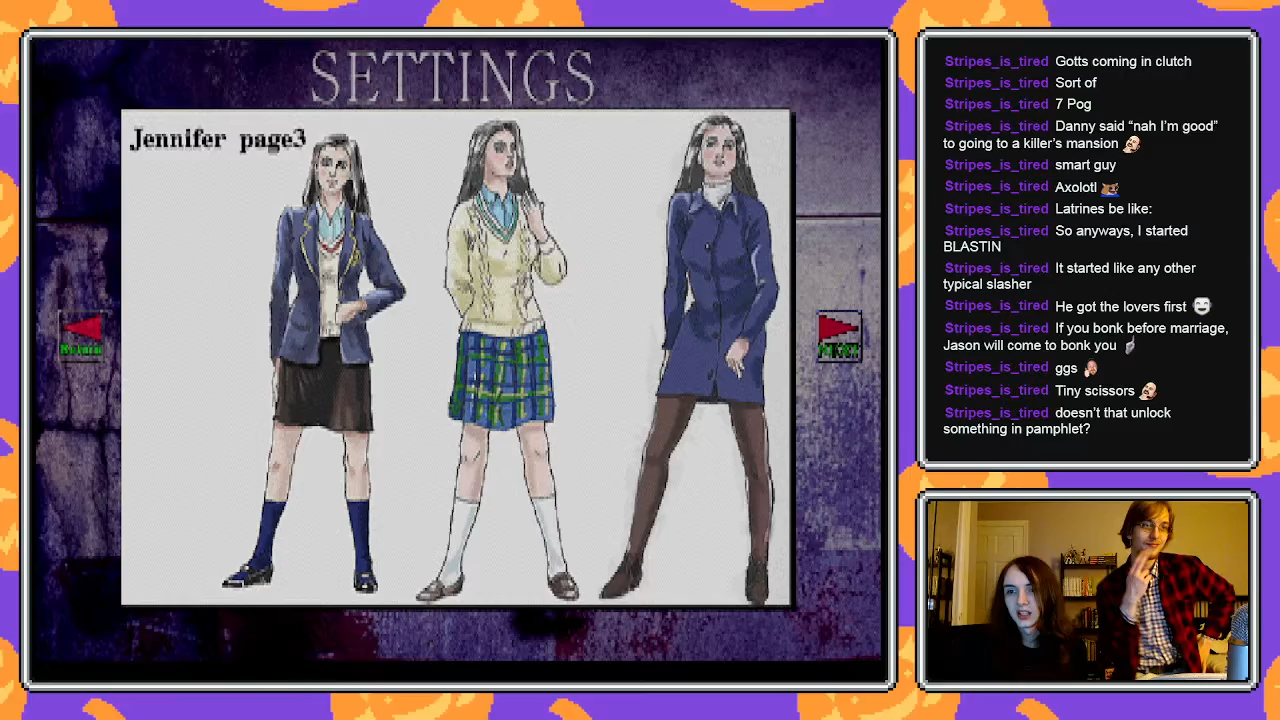 SETTINGS
Jennifer page3
Return
NEXT
Stripes_is_tired Gotts coming in clutch
Stripes_is_tired Sort of
Stripes_is_tired 7 Pog
Stripes_is_tired Danny said “nah I’m good”
to going to a killer’s mansion
Stripes_is_tired smart guy
Stripes_is_tired Axolotl
Stripes_is_tired Latrines be like:
Stripes_is_tired So anyways, I started
BLASTIN
Stripes_is_tired It started like any other
typical slasher
Stripes_is_tired He got the lovers first
Stripes_is_tired If you bonk before marriage,
Jason will come to bonk you
Stripes_is_tired ggs
Stripes_is_tired Tiny scissors
Stripes_is_tired doesn’t that unlock
something in pamphlet?